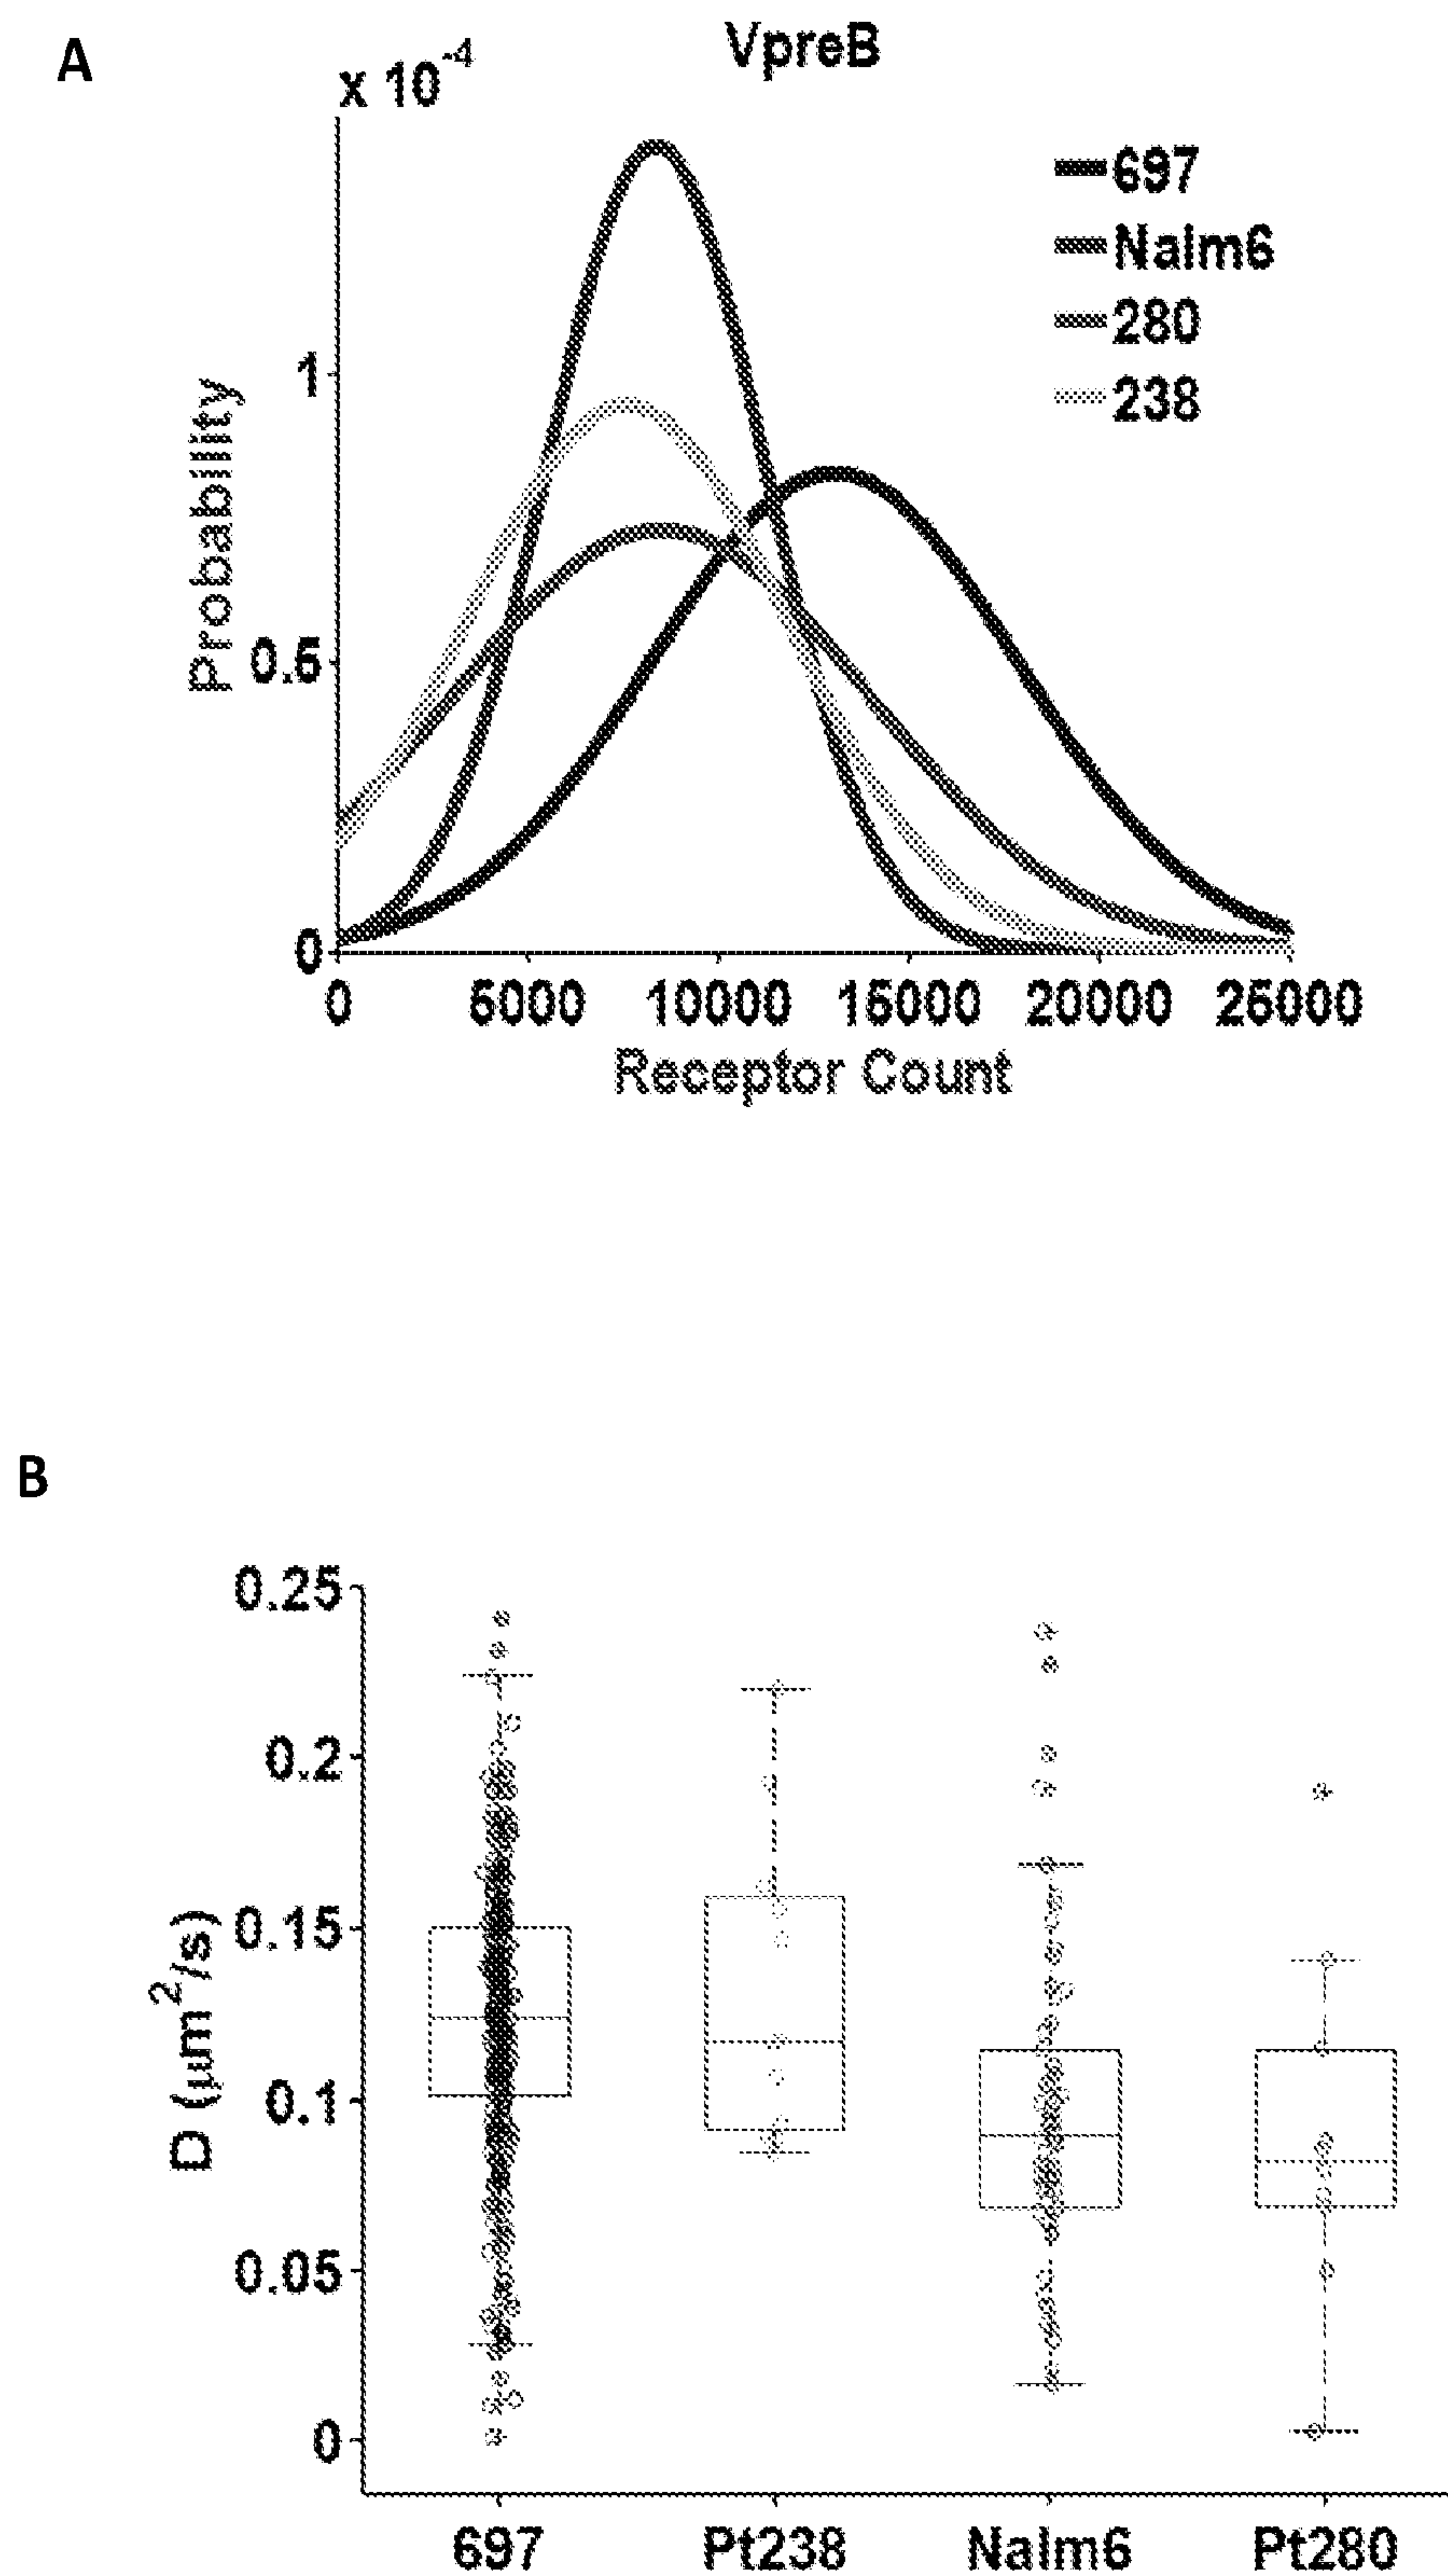 A
VpreB
x 10-4
697
Nalm6
280
238
1
0.5
0
Probability
0 5000 10000 15000 20000 25000
Receptor Count
B
0.25
0.2
0.15
0.1
0.05
0
D (μm2/s)
697 Pt238 Nalm6 Pt280